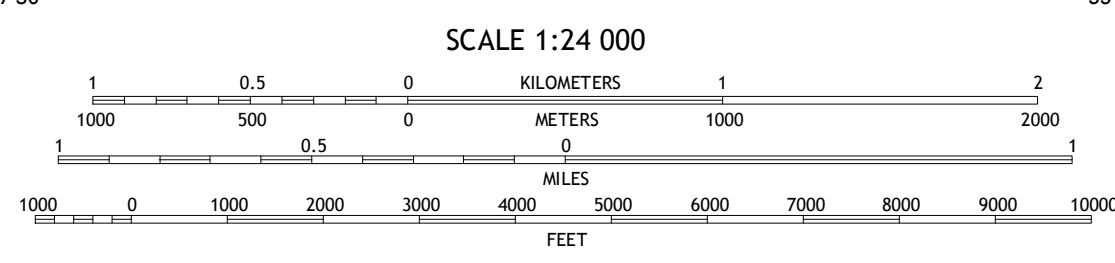 SCALE 1:24 000
1 0.5 0 KILOMETERS 1 2
1000 500 0 METERS 1000 2000
1 0.5 0 1
MILES
1000 0 1000 2000 3000 4000 5000 6000 7000 8000 9000 10000
FEET